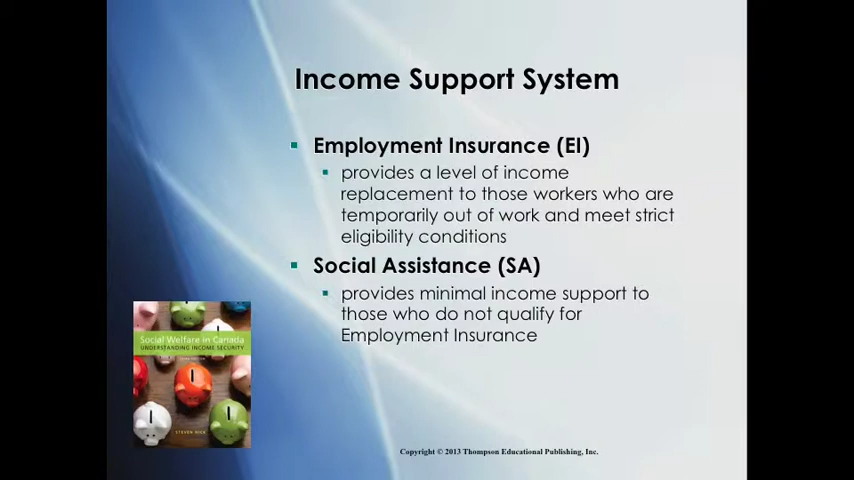 Income Support System
Employment Insurance (EI)
provides a level of income
replacement to those workers who are
temporarily out of work and meet strict
eligibility conditions
Social Assistance (SA)
provides minimal income support to
those who do not qualify for
Employment Insurance
Social Welfare in Canada
UNDERSTANDING INCOME SECURITY
STEVEN HICK
Copyright © 2013 Thompson Educational Publishing, Inc.